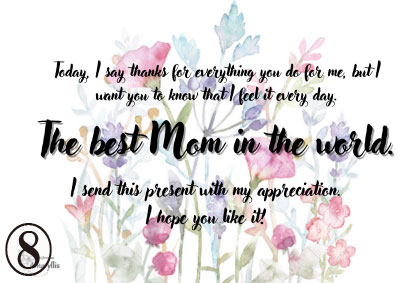 Today, I say thanks for everything you do for me, but I
want you to know that I feel it every day.
The best Mom in the world.
I send this present with my appreciation.
I hope you like it!
8